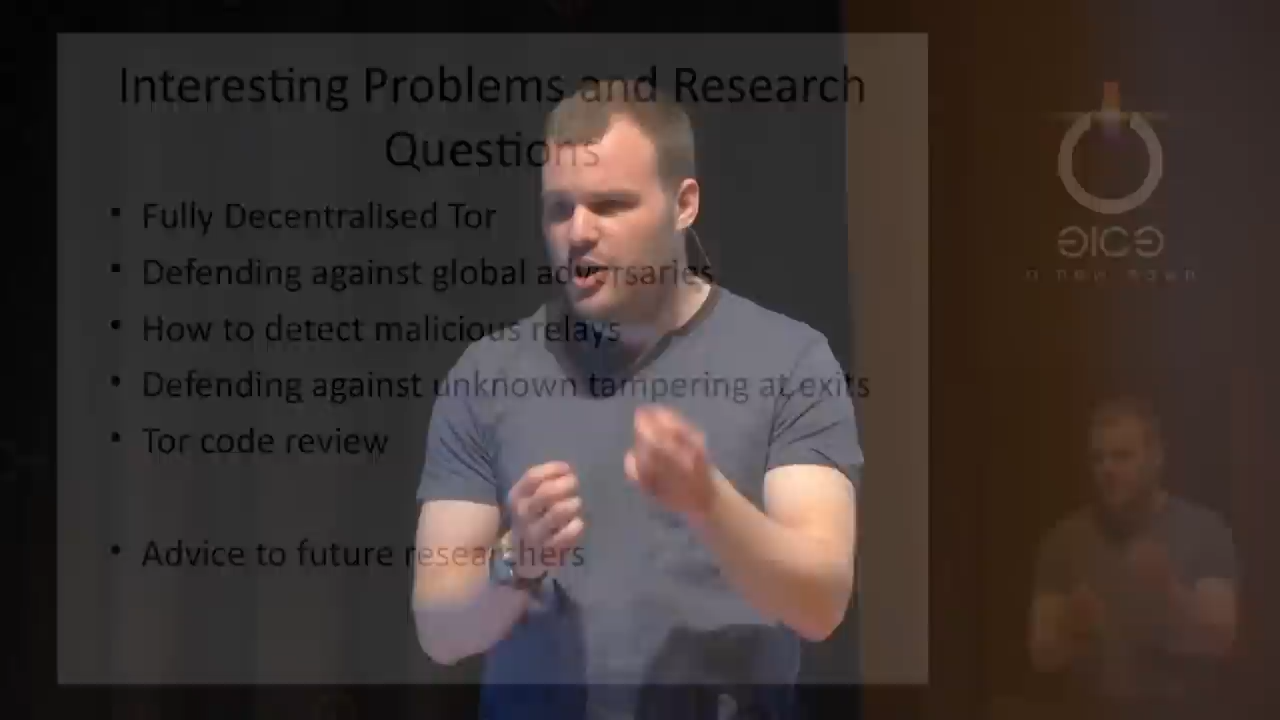 Interesting Problems and Research
Questions
▪ Fully Decentralised Tor
▪ Defending against global adversaries
▪ How to detect malicious relays
▪ Defending against unknown tampering at exits
▪ Tor code review
▪ Advice to future researchers